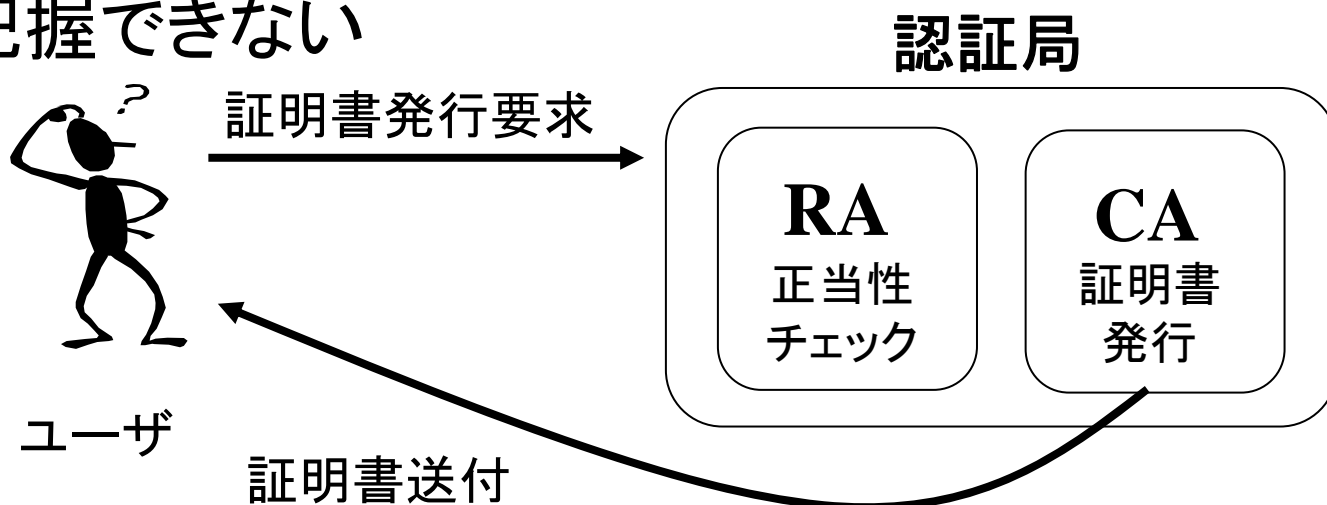 握できない
認証局
?
証明書発行要求
RA
正当性
チェック
CA
証明書
発行
ユーザ
証明書送付